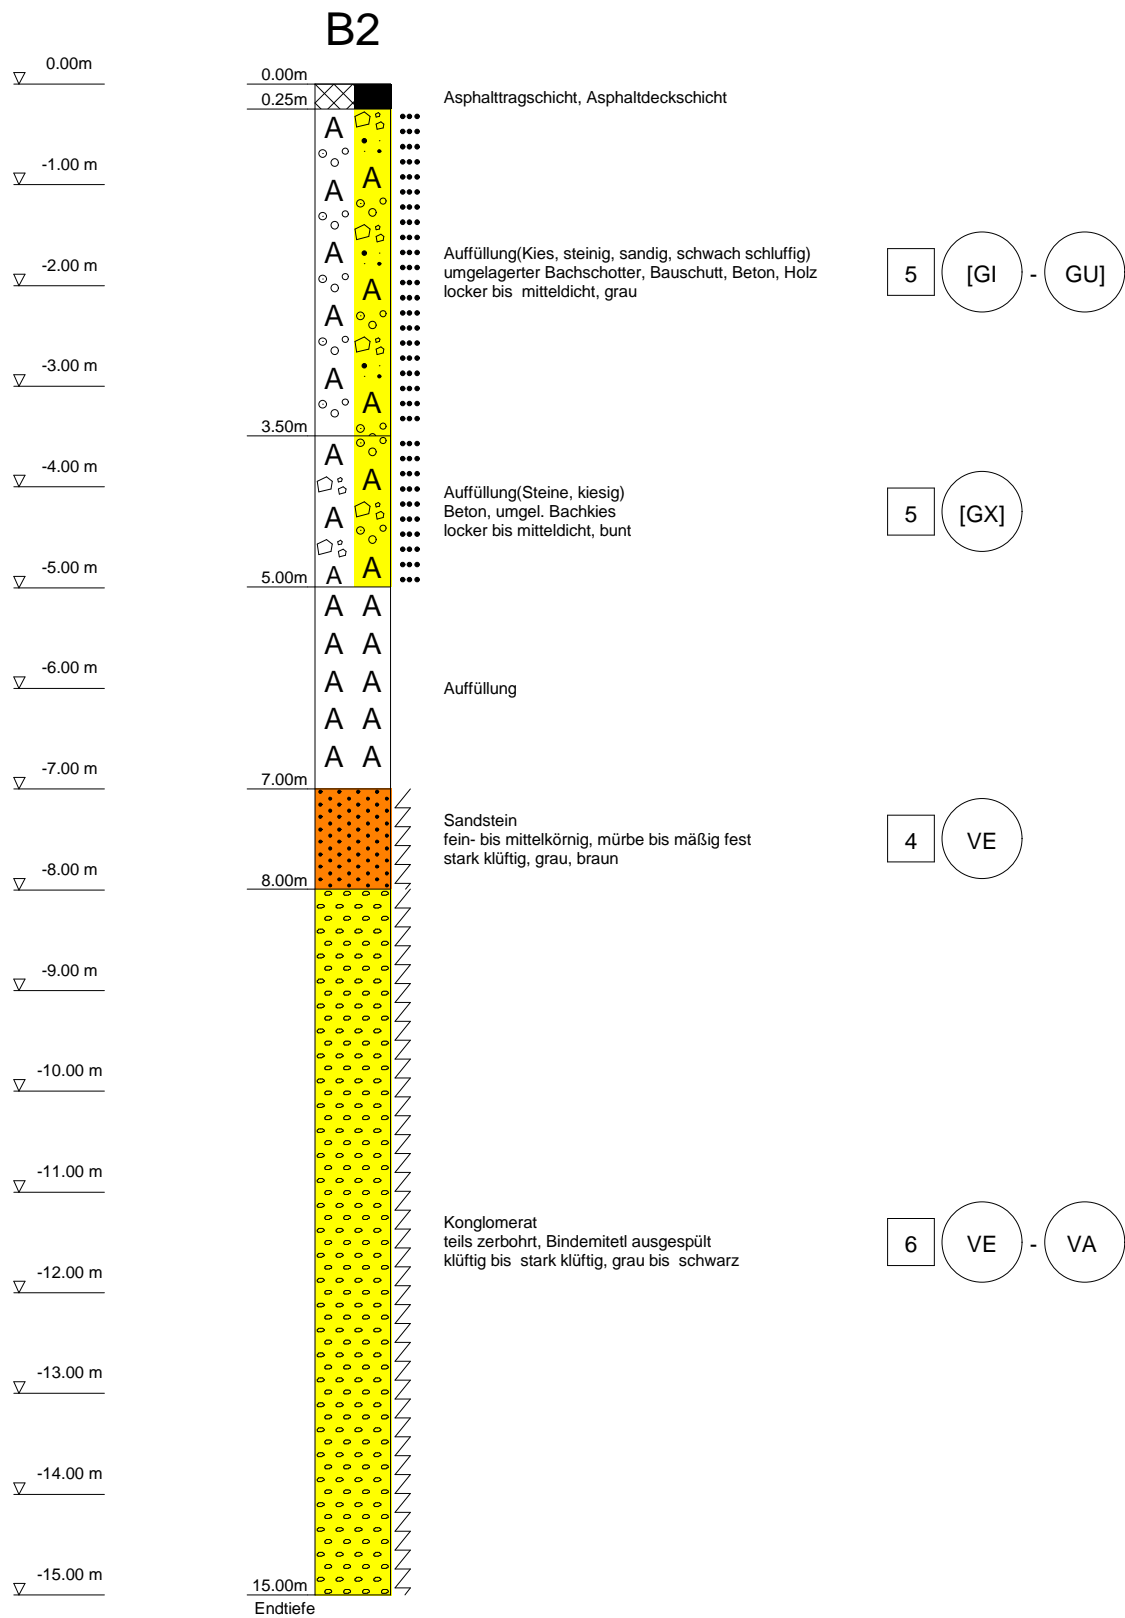 B2
0.00m
0.00m
0.25m
Asphalttragschicht, Asphaltdeckschicht
A
-1.00 m
A
A
A
-2.00 m
Auffüllung(Kies, steinig, sandig, schwach schluffig)
umgelagerter Bachschotter, Bauschutt, Beton, Holz
locker bis mitteldicht, grau
5
[GI
-
GU]
A
A
-3.00 m
A
A
3.50m
-4.00 m
A
A
Auffüllung(Steine, kiesig)
Beton, umgel. Bachkies
locker bis mitteldicht, bunt
5
[GX]
A
-5.00 m
A
A
5.00m
A A
A A
-6.00 m
A A
Auffüllung
A A
A A
-7.00 m
7.00m
Sandstein
fein- bis mittelkörnig, mürbe bis mäßig fest
stark klüftig, grau, braun
4
VE
-8.00 m
8.00m
-9.00 m
-10.00 m
-11.00 m
Konglomerat
teils zerbohrt, Bindemitetl ausgespült
klüftig bis stark klüftig, grau bis schwarz
6
VE
-
VA
-12.00 m
-13.00 m
-14.00 m
-15.00 m
15.00m
Endtiefe